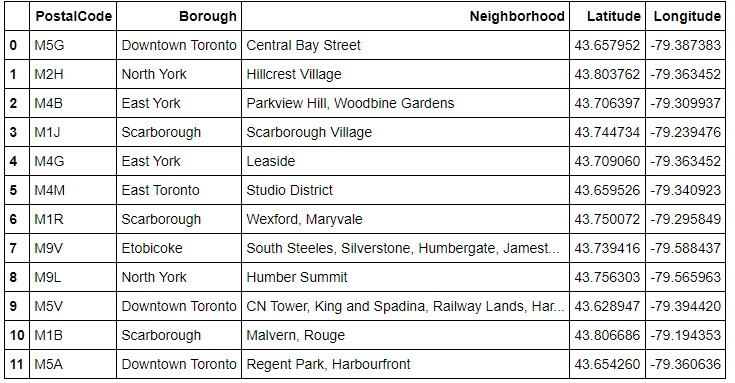 PostalCode Borough Neighborhood Latitude Longitude
0 M5G Downtown Toronto Central Bay Street 43.657952 -79.387383
1 M2H North York Hillcrest Village 43.803762 -79.363452
2 M4B East York Parkview Hill, Woodbine Gardens 43.706397 -79.309937
3 M1J Scarborough Scarborough Village 43.744734 -79.239476
4 M4G East York Leaside 43.709060 -79.363452
5 M4M East Toronto Studio District 43.659526 -79.340923
6 M1R Scarborough Wexford, Maryvale 43.750072 -79.295849
7 M9V Etobicoke South Steeles, Silverstone, Humbergate, Jamest... 43.739416 -79.588437
8 M9L North York Humber Summit 43.756303 -79.565963
9 M5V Downtown Toronto CN Tower, King and Spadina, Railway Lands, Har... 43.628947 -79.394420
10 M1B Scarborough Malvern, Rouge 43.806686 -79.194353
11 M5A Downtown Toronto Regent Park, Harbourfront 43.654260 -79.360636